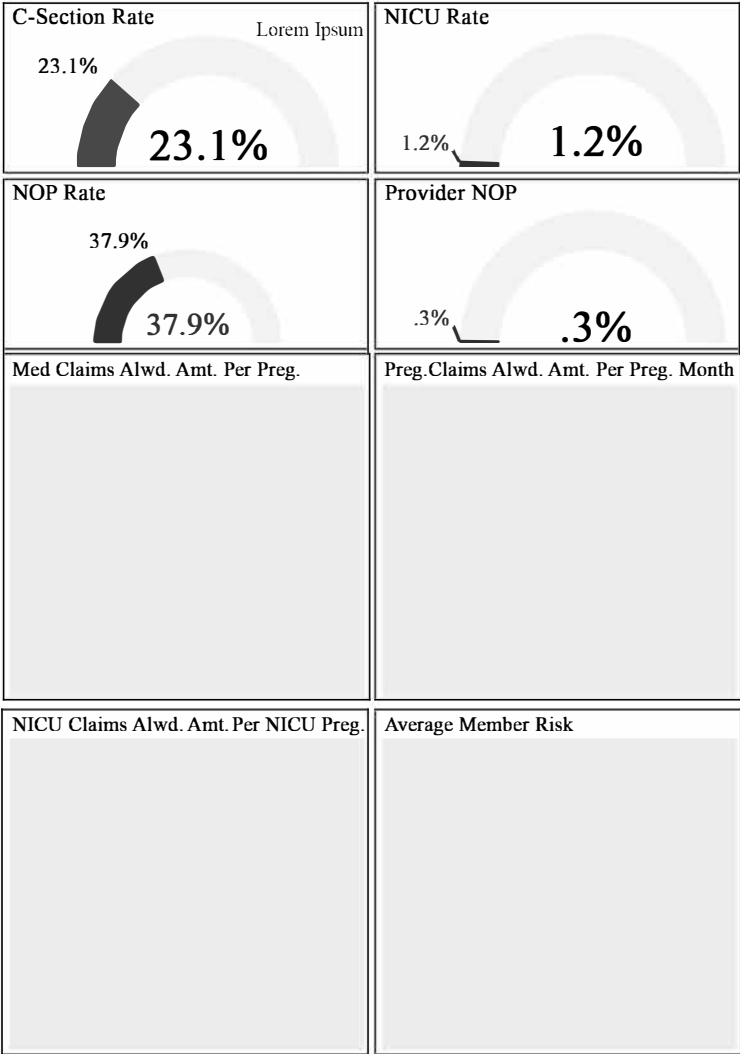 C-Section Rate
Lorem Ipsum
23.1%
23.1%
NICU Rate
1.2%
1.2%
NOP Rate
37.9%
37.9%
Provider NOP
.3%
.3%
Med Claims Alwd. Amt. Per Preg.
Preg.Claims Alwd. Amt. Per Preg. Month
NICU Claims Alwd. Amt. Per NICU Preg.
Average Member Risk